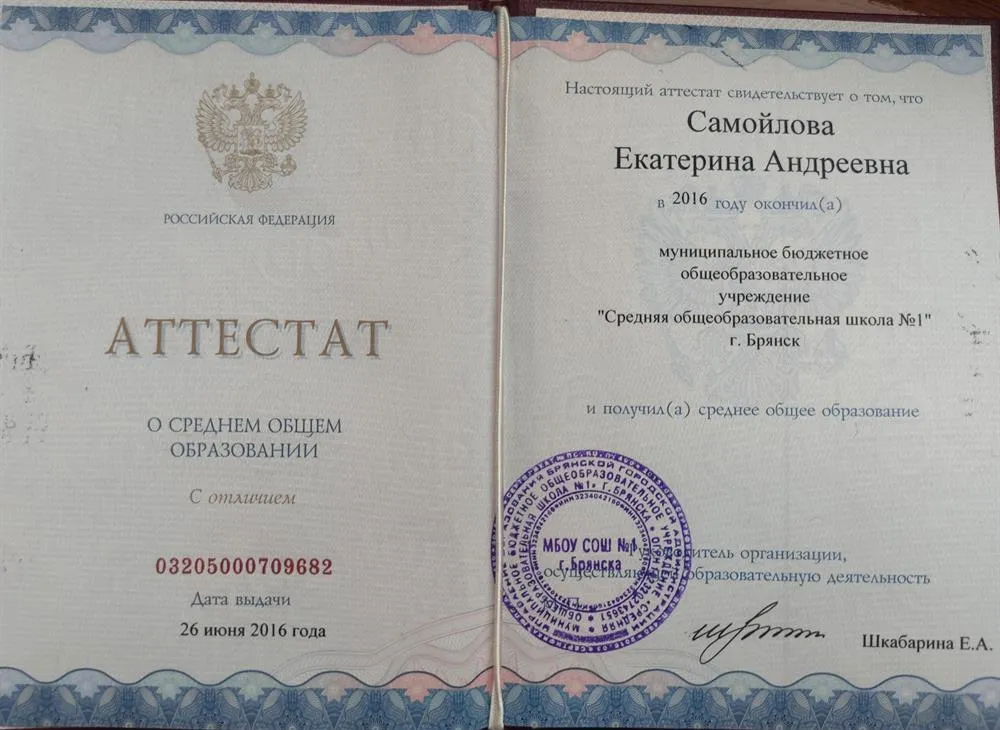 РОССИЙСКАЯ ФЕДЕРАЦИЯ
АТТЕСТАТ
О СРЕДНЕМ ОБЩЕМ
ОБРАЗОВАНИИ
С отличием
03205000709682
Дата выдачи
26 июня 2016 года
Настоящий аттестат свидетельствует о том, что
Самойлова
Екатерина Андреевна
в 2016 году окончил(а)
муниципальное бюджетное
общеобразовательное
учреждение
"Средняя общеобразовательная школа №1"
г. Брянск
и получил(а) среднее общее образование
МБОУ СОШ №1
г. Брянска
организации,
образовательную деятельность
Шкабарина Е.А.